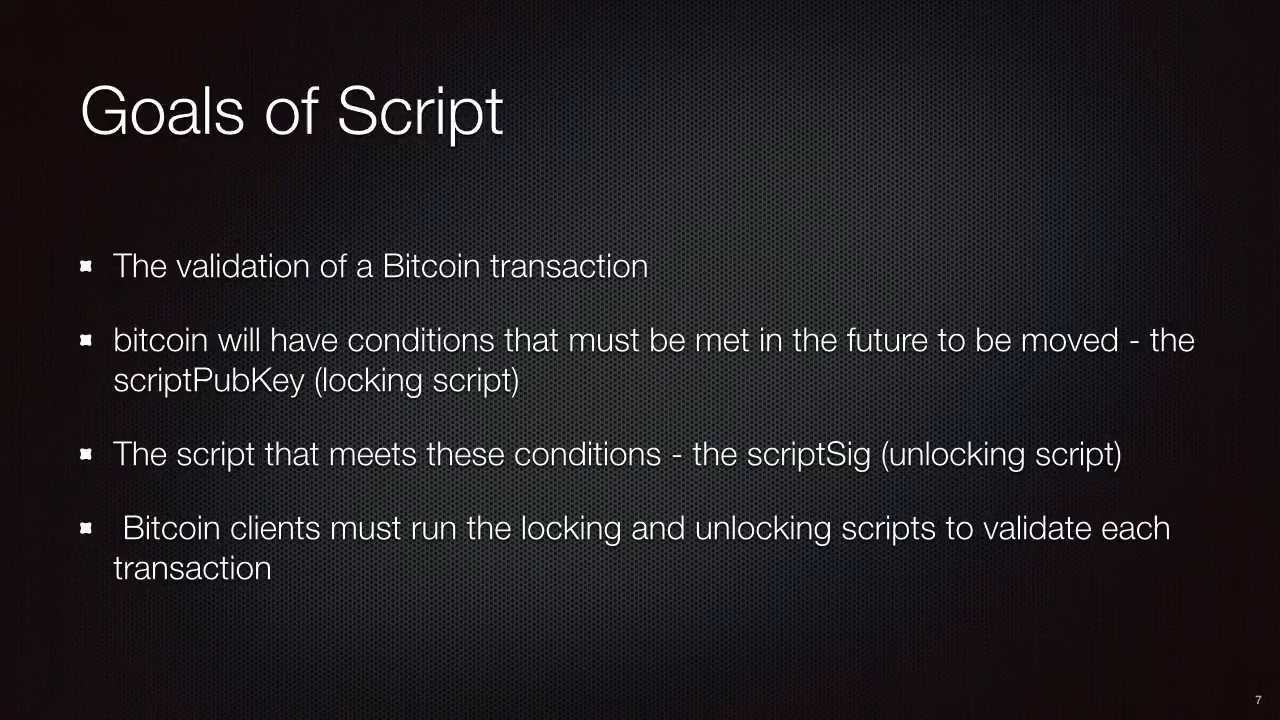 Goals of Script
The validation of a Bitcoin transaction
bitcoin will have conditions that must be met in the future to be moved - the
scriptPubKey (locking script)
The script that meets these conditions - the scriptSig (unlocking script)
Bitcoin clients must run the locking and unlocking scripts to validate each
transaction
7